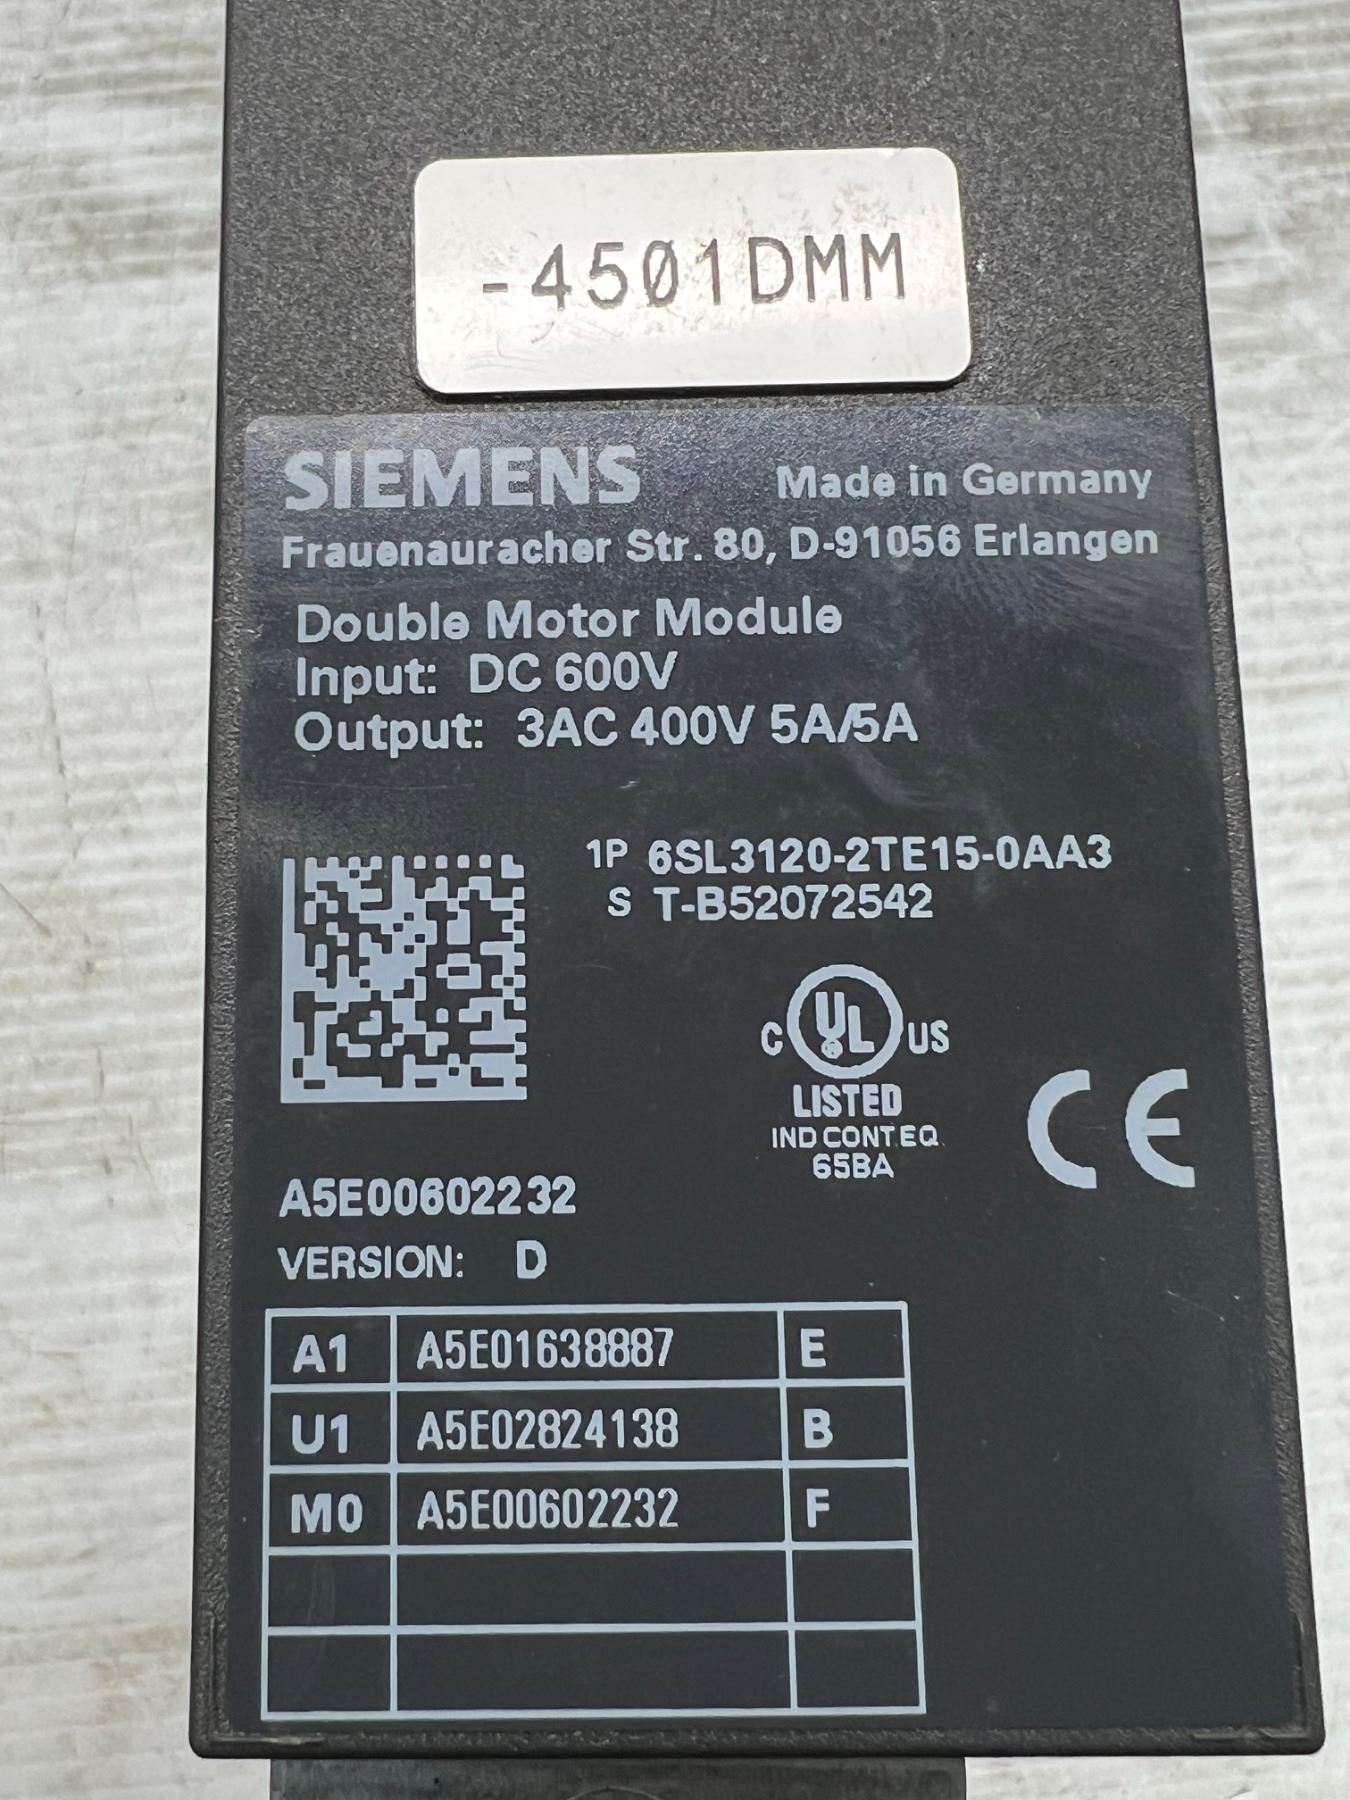 -4501DMM
SIEMENS Made in Germany
Frauenauracher Str. 80, D-91056 Erlangen
Double Motor Module
Input: DC 600V
Output: 3AC 400V 5A/5A
1P 6SL3120-2TE15-0AA3
S T-B52072542
C UL US
LISTED
IND CONT.EQ.
65BA
CE
A5E00602232
VERSION: D
A1 A5E01638887 E
U1 A5E02824138 B
M0 A5E00602232 F